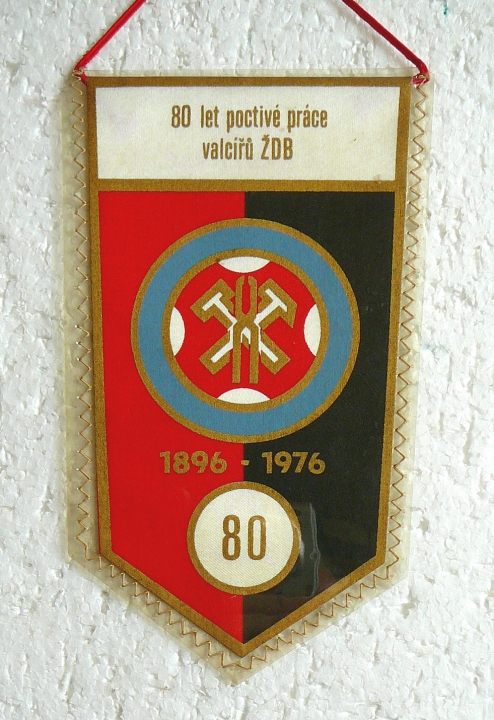 80 let poctivé práce
valcířů ŽDB
1896 - 1976
80